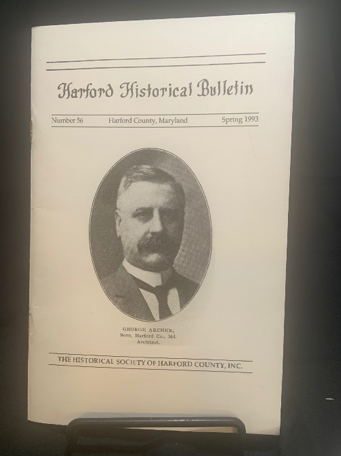 Harford Historical Bulletin
Number 56 Harford County, Maryland Spring 1993
GEORGE ARCHER,
Born, Harford Co., Md.
Architect.
THE HISTORICAL SOCIETY OF HARFORD COUNTY, INC.